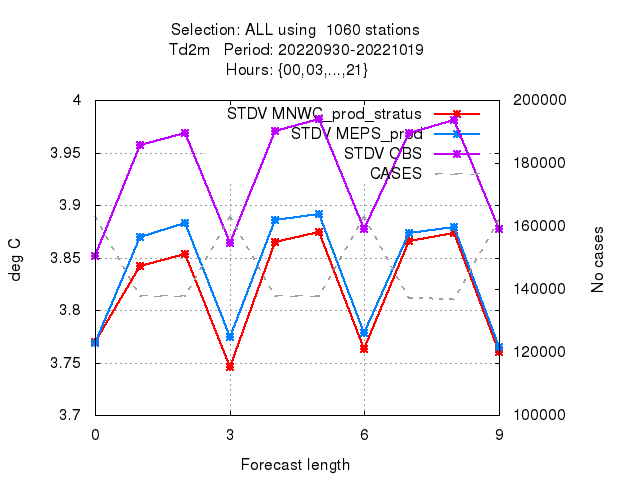 Selection: ALL using  1060 stations
Td2m   Period: 20220930-20221019
Hours: {00,03,...,21}
4
200000
STDV MNWC_prod_stratus
STDV MEPS_prod
STDV OBS
CASES
3.95
180000
3.9
160000
deg C
No cases
3.85
140000
3.8
3.75
120000
3.7
100000
0
3
6
9
Forecast length